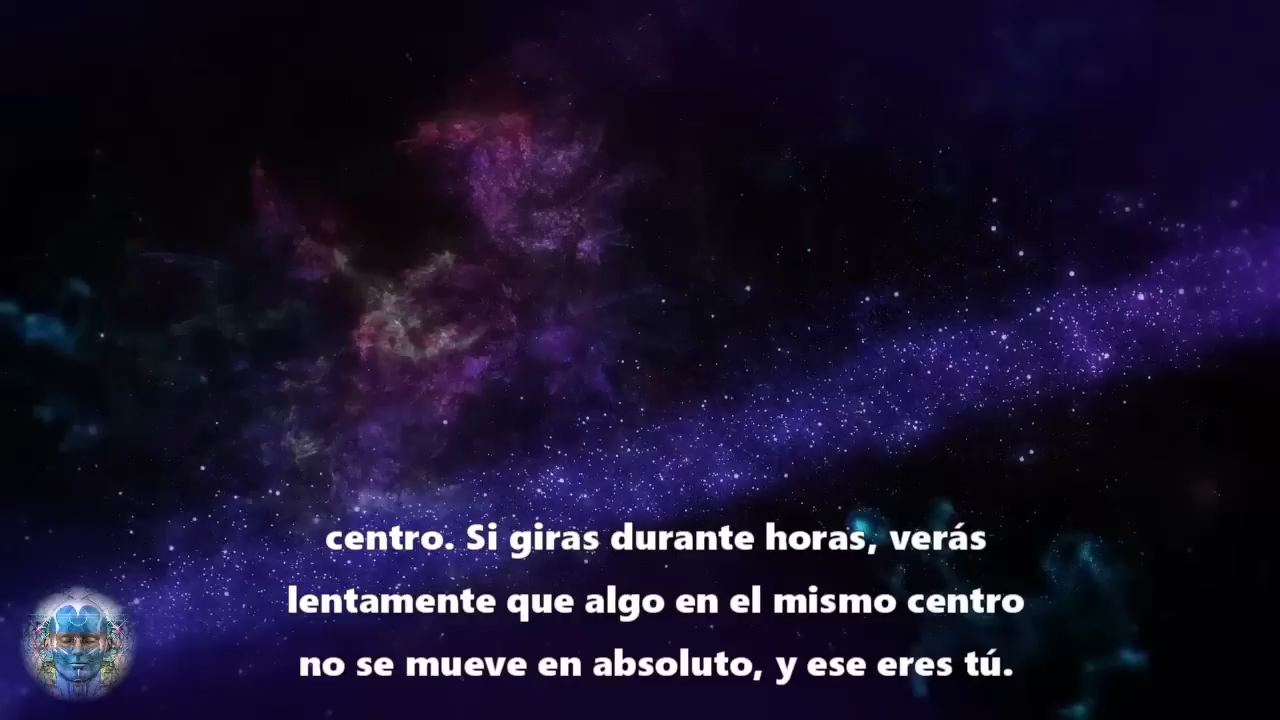 centro. Si giras durante horas, verás
lentamente que algo en el mismo centro
no se mueve en absoluto, y ese eres tú.